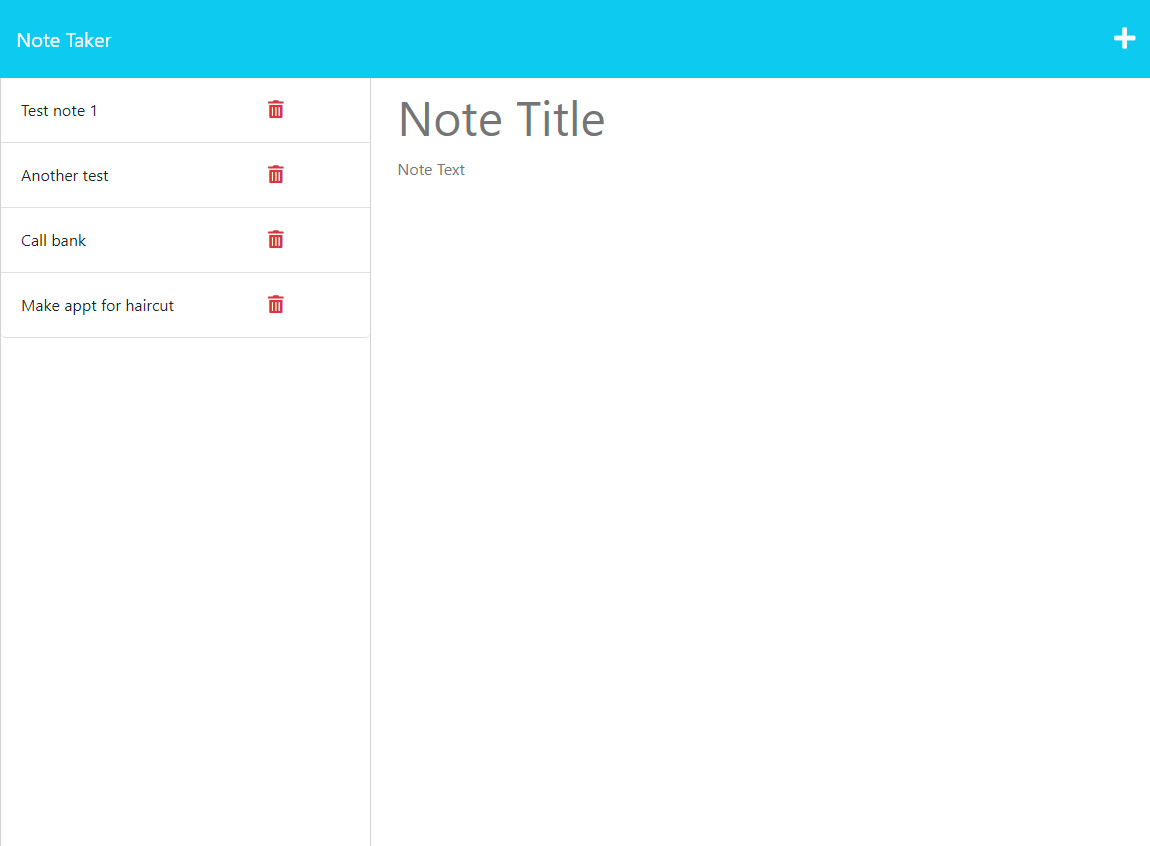 Note Taker
Test note 1
Another test
Call bank
Make appt for haircut
Note Title
Note Text